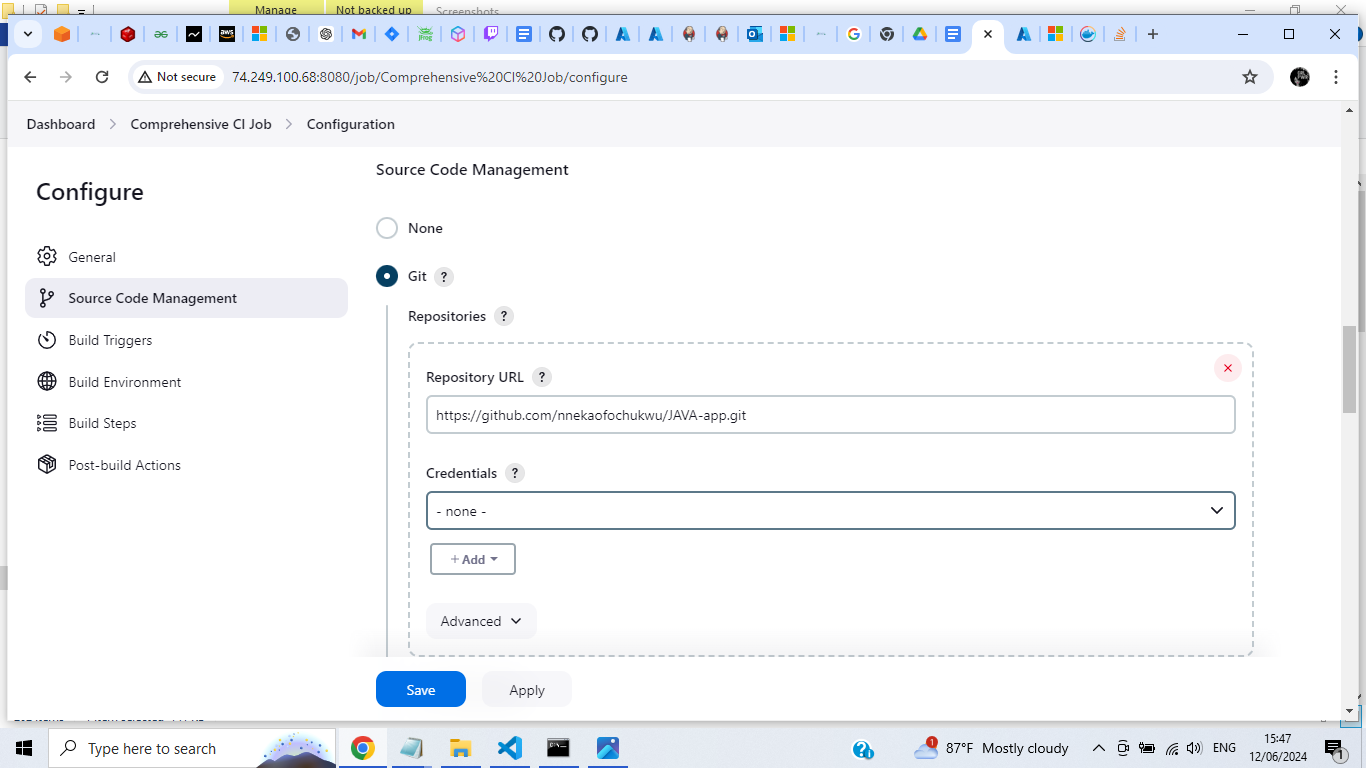 Manage
Not backed up
Screenshots
aws
Not secure
74.249.100.68:8080/job/Comprehensive%20CI%20Job/configure
Dashboard
Comprehensive CI Job
Configuration
Configure
General
Source Code Management
Build Triggers
Build Environment
Build Steps
Post-build Actions
Source Code Management
None
Git ?
Repositories ?
Repository URL ?
https://github.com/nnekaofochukwu/JAVA-app.git
Credentials ?
- none -
+ Add
Advanced
Save
Apply
Type here to search
1
87°F Mostly cloudy
ENG
15:47
12/06/2024
1